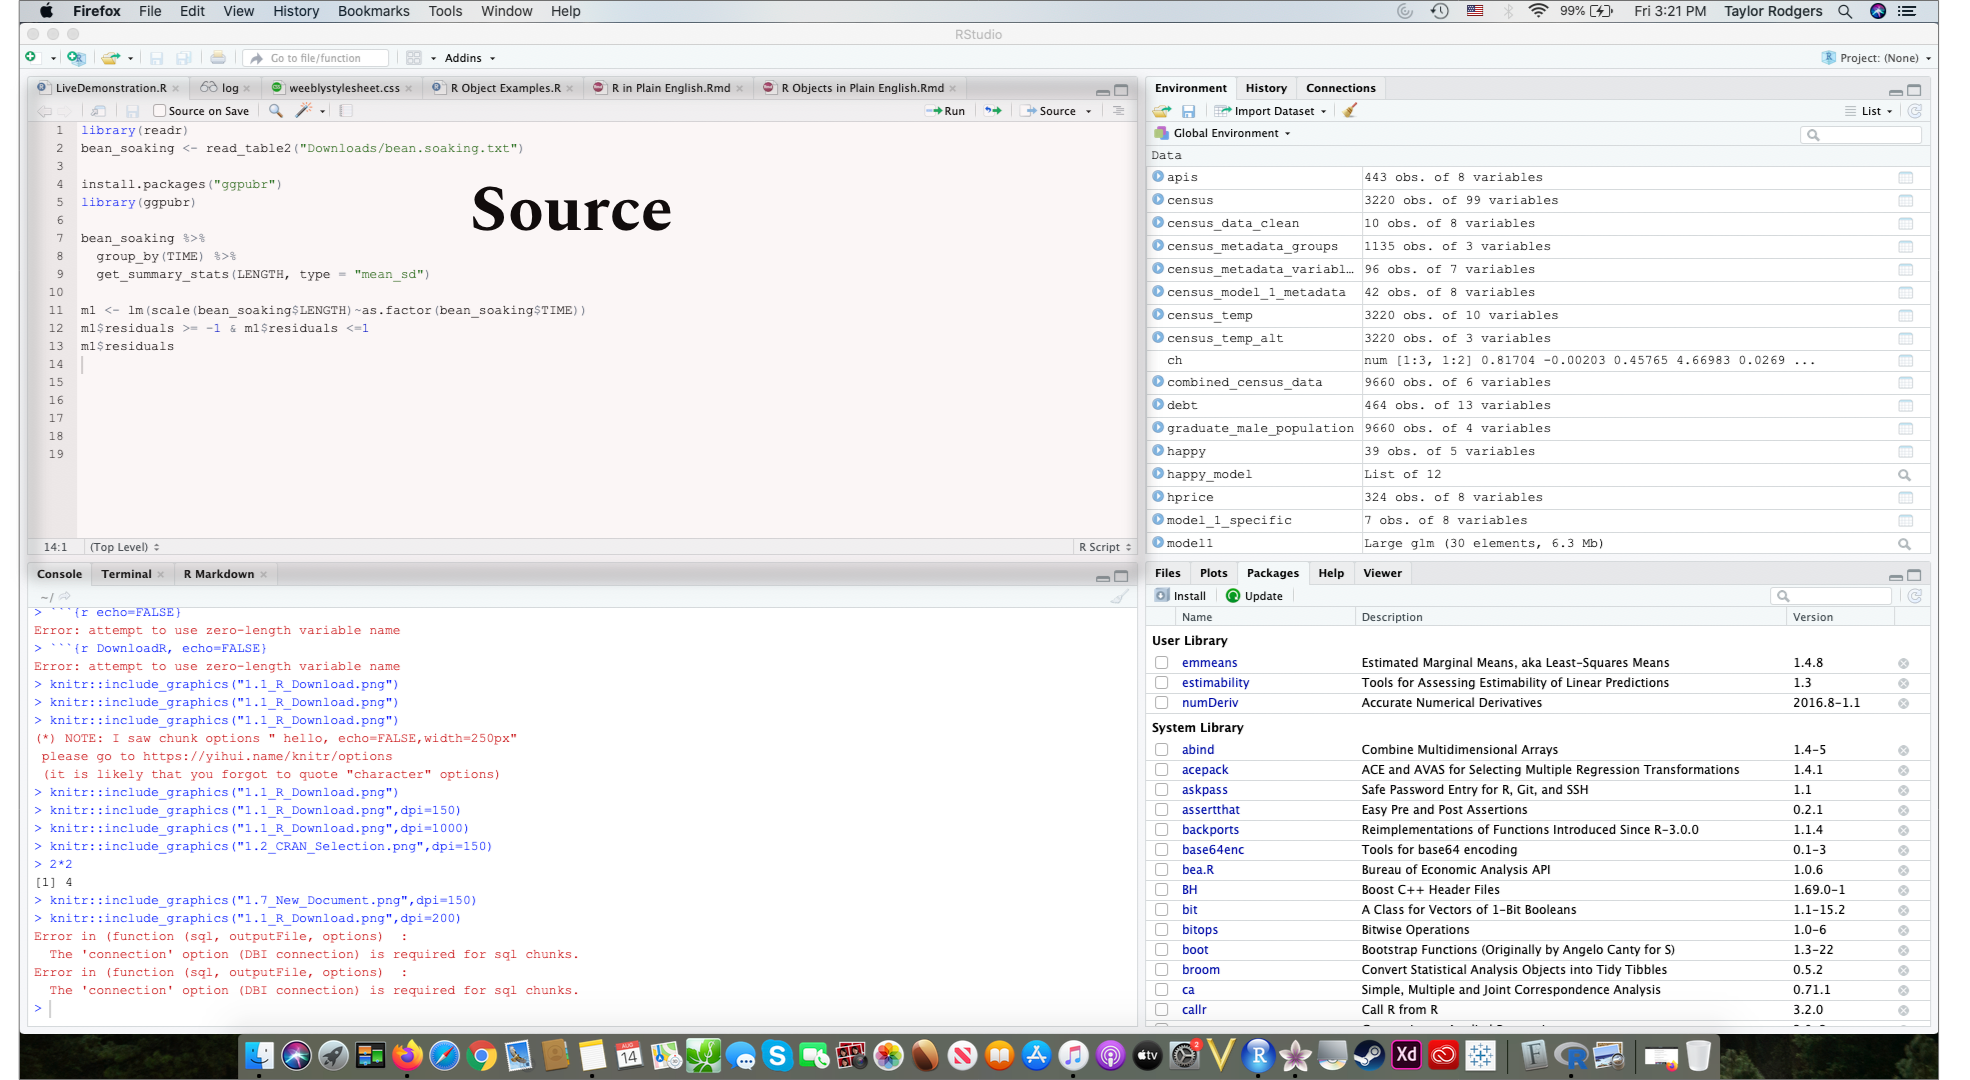 Firefox File Edit View History Bookmarks Tools Window Help 99% Fri 3:21 PM Taylor Rodgers
RStudio
Go to file/function Addins Project: (None)
LiveDemonstration.R log weeblystylesheet.css R Object Examples.R R in Plain English.Rmd R Objects in Plain English.Rmd
Source on Save Run Source
1 library(readr)
2 bean_soaking <- read_table2("Downloads/bean.soaking.txt")
3
4 install.packages("ggpubr")
5 library(ggpubr)
6
7 bean_soaking %>%
8 group_by(TIME) %>%
9 get_summary_stats(LENGTH, type = "mean_sd")
10
11 m1 <- lm(scale(bean_soaking$LENGTH)~as.factor(bean_soaking$TIME))
12 m1$residuals >= -1 & m1$residuals <=1
13 m1$residuals
14
15
16
17
18
19
Source
14:1 (Top Level) R Script
Console Terminal R Markdown
~/
> ```{r echo=FALSE}
Error: attempt to use zero-length variable name
> ```{r DownloadR, echo=FALSE}
Error: attempt to use zero-length variable name
> knitr::include_graphics("1.1_R_Download.png")
> knitr::include_graphics("1.1_R_Download.png")
> knitr::include_graphics("1.1_R_Download.png")
(*) NOTE: I saw chunk options " hello, echo=FALSE,width=250px"
please go to https://yihui.name/knitr/options
(it is likely that you forgot to quote "character" options)
> knitr::include_graphics("1.1_R_Download.png")
> knitr::include_graphics("1.1_R_Download.png",dpi=150)
> knitr::include_graphics("1.1_R_Download.png",dpi=1000)
> knitr::include_graphics("1.2_CRAN_Selection.png",dpi=150)
> 2*2
[1] 4
> knitr::include_graphics("1.7_New_Document.png",dpi=150)
> knitr::include_graphics("1.1_R_Download.png",dpi=200)
Error in (function (sql, outputFile, options) :
The 'connection' option (DBI connection) is required for sql chunks.
Error in (function (sql, outputFile, options) :
The 'connection' option (DBI connection) is required for sql chunks.
>
Environment History Connections
Import Dataset List
Global Environment
Data
apis 443 obs. of 8 variables
census 3220 obs. of 99 variables
census_data_clean 10 obs. of 8 variables
census_metadata_groups 1135 obs. of 3 variables
census_metadata_variabl… 96 obs. of 7 variables
census_model_1_metadata 42 obs. of 8 variables
census_temp 3220 obs. of 10 variables
census_temp_alt 3220 obs. of 3 variables
ch num [1:3, 1:2] 0.81704 -0.00203 0.45765 4.66983 0.0269 ...
combined_census_data 9660 obs. of 6 variables
debt 464 obs. of 13 variables
graduate_male_population 9660 obs. of 4 variables
happy 39 obs. of 5 variables
happy_model List of 12
hprice 324 obs. of 8 variables
model_1_specific 7 obs. of 8 variables
model1 Large glm (30 elements, 6.3 Mb)
Files Plots Packages Help Viewer
Install Update
Name Description Version
User Library
emmeans Estimated Marginal Means, aka Least-Squares Means 1.4.8
estimability Tools for Assessing Estimability of Linear Predictions 1.3
numDeriv Accurate Numerical Derivatives 2016.8-1.1
System Library
abind Combine Multidimensional Arrays 1.4-5
acepack ACE and AVAS for Selecting Multiple Regression Transformations 1.4.1
askpass Safe Password Entry for R, Git, and SSH 1.1
assertthat Easy Pre and Post Assertions 0.2.1
backports Reimplementations of Functions Introduced Since R-3.0.0 1.1.4
base64enc Tools for base64 encoding 0.1-3
bea.R Bureau of Economic Analysis API 1.0.6
BH Boost C++ Header Files 1.69.0-1
bit A Class for Vectors of 1-Bit Booleans 1.1-15.2
bitops Bitwise Operations 1.0-6
boot Bootstrap Functions (Originally by Angelo Canty for S) 1.3-22
broom Convert Statistical Analysis Objects into Tidy Tibbles 0.5.2
ca Simple, Multiple and Joint Correspondence Analysis 0.71.1
callr Call R from R 3.2.0
AUG 14 tv 2 R Xd F R